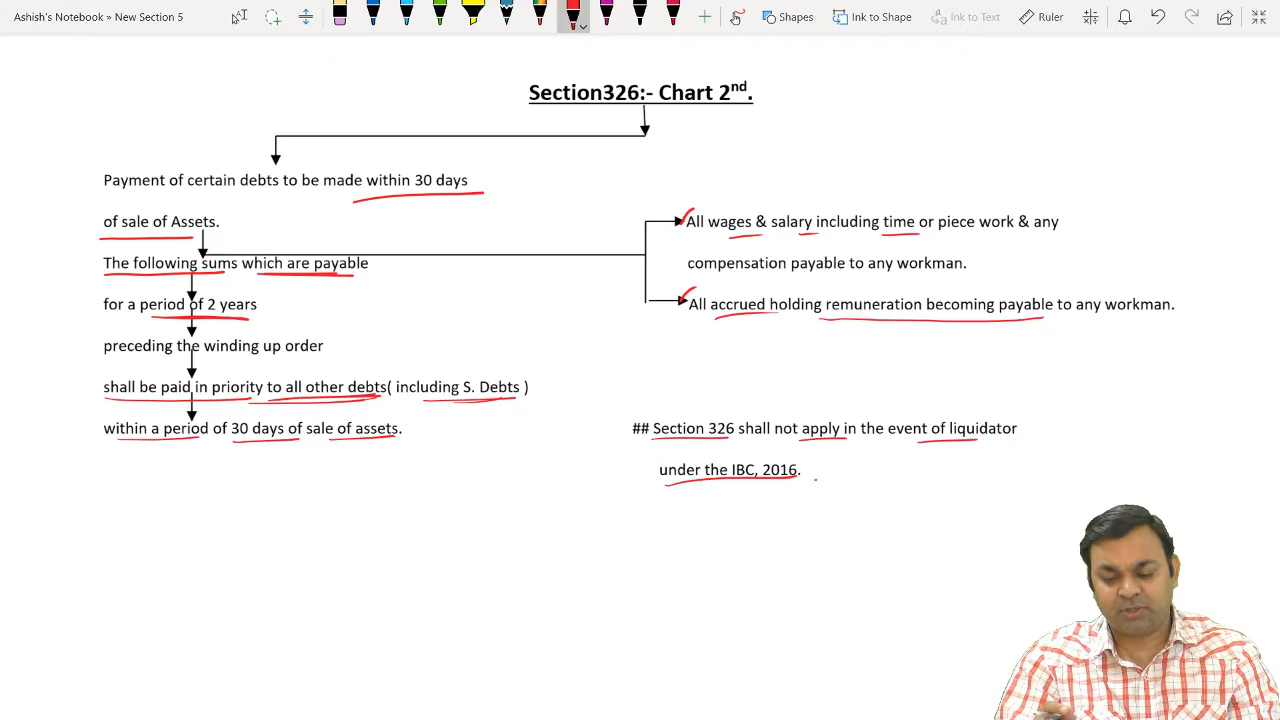 Ashish's Notebook » New Section 5
Shapes
Ink to Shape
Ink to Text
Ruler
Section326:- Chart 2nd.
Payment of certain debts to be made within 30 days
of sale of Assets.
The following sums which are payable
for a period of 2 years
preceding the winding up order
shall be paid in priority to all other debts( including S. Debts )
within a period of 30 days of sale of assets.
All wages & salary including time or piece work & any
compensation payable to any workman.
All accrued holding remuneration becoming payable to any workman.
## Section 326 shall not apply in the event of liquidator
under the IBC, 2016.